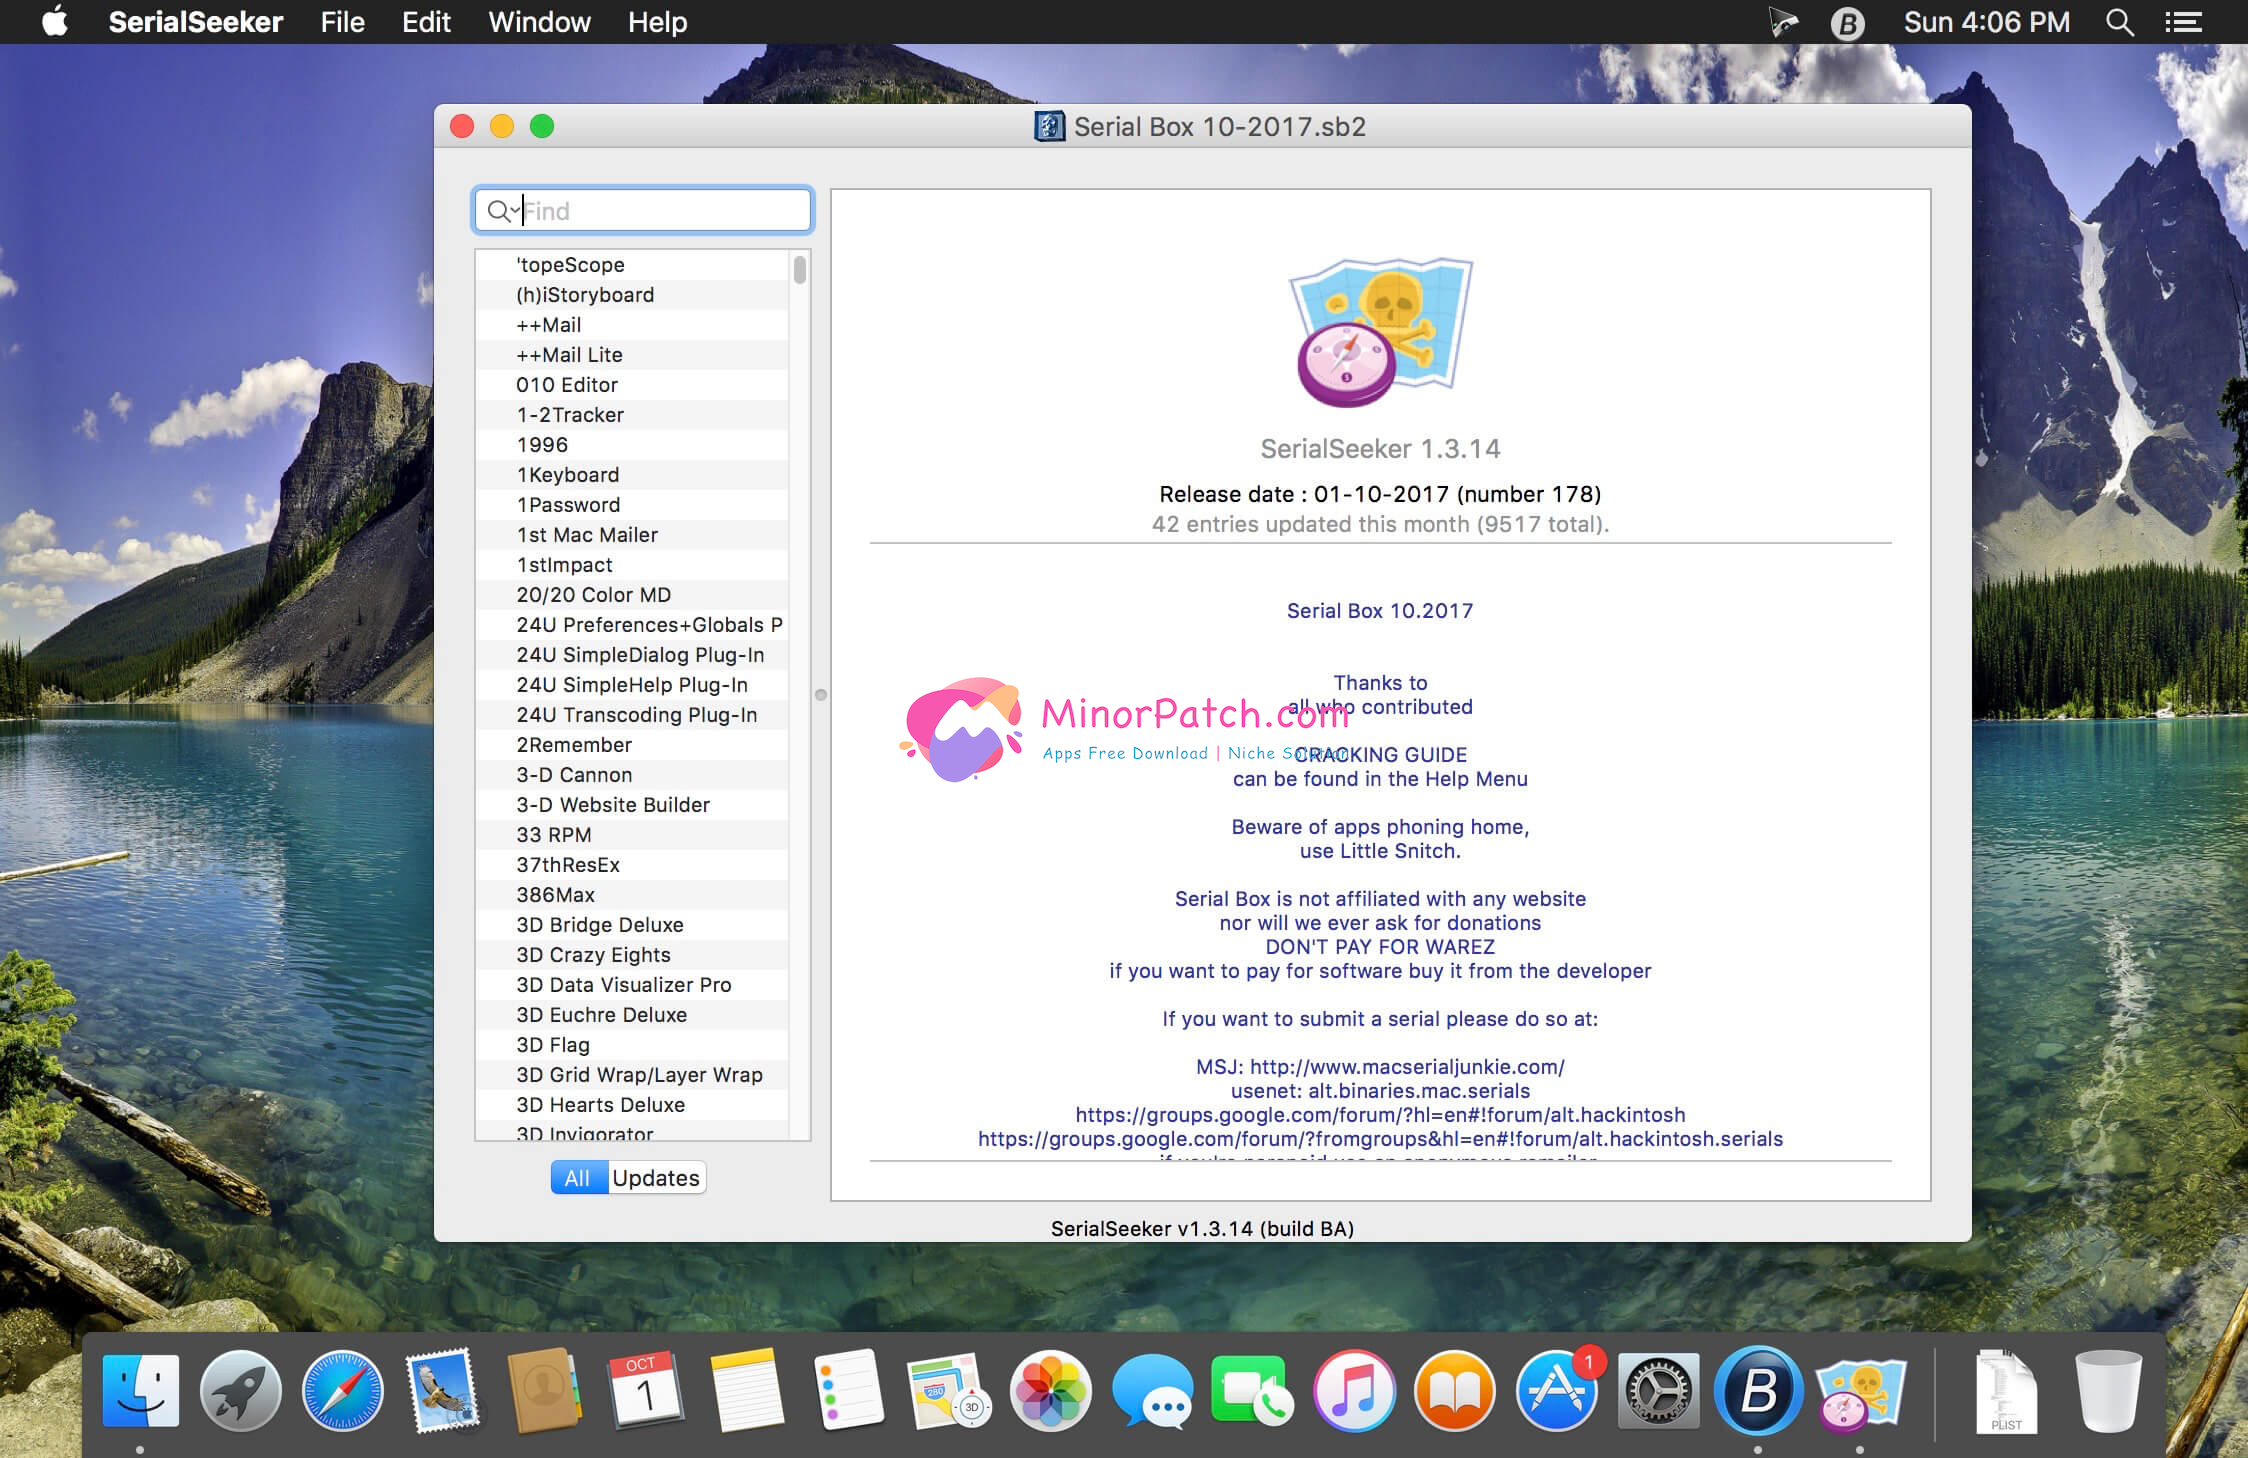 SerialSeeker File Edit Window Help
B Sun 4:06 PM
Serial Box 10-2017.sb2
Find
'topeScope
(h)iStoryboard
++Mail
++Mail Lite
010 Editor
1-2Tracker
1996
1Keyboard
1Password
1st Mac Mailer
1stImpact
20/20 Color MD
24U Preferences+Globals P
24U SimpleDialog Plug-In
24U SimpleHelp Plug-In
24U Transcoding Plug-In
2Remember
3-D Cannon
3-D Website Builder
33 RPM
37thResEx
386Max
3D Bridge Deluxe
3D Crazy Eights
3D Data Visualizer Pro
3D Euchre Deluxe
3D Flag
3D Grid Wrap/Layer Wrap
3D Hearts Deluxe
3D Invigorator
All Updates
SerialSeeker 1.3.14
Release date : 01-10-2017 (number 178)
42 entries updated this month (9517 total).
Serial Box 10.2017
Thanks to
all who contributed
MinorPatch.com
Apps Free Download | Niche Solution
CRACKING GUIDE
can be found in the Help Menu
Beware of apps phoning home,
use Little Snitch.
Serial Box is not affiliated with any website
nor will we ever ask for donations
DON'T PAY FOR WAREZ
if you want to pay for software buy it from the developer
If you want to submit a serial please do so at:
MSJ: http://www.macserialjunkie.com/
usenet: alt.binaries.mac.serials
https://groups.google.com/forum/?hl=en#!forum/alt.hackintosh
https://groups.google.com/forum/?fromgroups&hl=en#!forum/alt.hackintosh.serials
if you're paranoid use an anonymous remailer
SerialSeeker v1.3.14 (build BA)
OCT
1
280
3D
1
B
PLIST